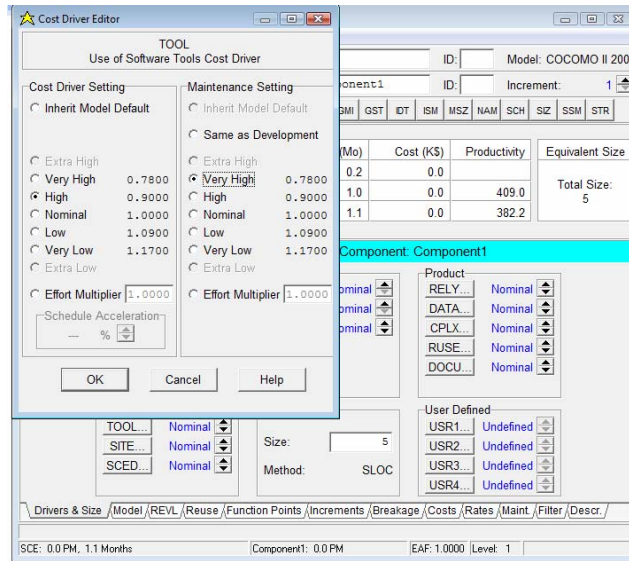 Cost Driver Editor
TOOL
Use of Software Tools Cost Driver
Cost Driver Setting
Inherit Model Default
Extra High
Very High 0.7800
High 0.9000
Nominal 1.0000
Low 1.0900
Very Low 1.1700
Extra Low
Effort Multiplier 1.0000
Schedule Acceleration
--- %
Maintenance Setting
Inherit Model Default
Same as Development
Extra High
Very High 0.7800
High 0.9000
Nominal 1.0000
Low 1.0900
Very Low 1.1700
Extra Low
Effort Multiplier 1.0000
OK Cancel Help
ID: Model: COCOMO II 200
ponent1 ID: Increment: 1
GMI GST IDT ISM MSZ NAM SCH SIZ SSM STR
(Mo) Cost (K$) Productivity Equivalent Size
0.2 0.0
1.0 0.0 409.0
1.1 0.0 382.2
Total Size:
5
Component: Component1
ominal
ominal
ominal
Product
RELY... Nominal
DATA... Nominal
CPLX... Nominal
RUSE... Nominal
DOCU... Nominal
TOOL... Nominal
SITE... Nominal
SCED... Nominal
Size: 5
Method: SLOC
User Defined
USR1... Undefined
USR2... Undefined
USR3... Undefined
USR4... Undefined
Drivers & Size Model REVL Reuse Function Points Increments Breakage Costs Rates Maint. Filter Descr.
SCE: 0.0 PM, 1.1 Months Component1: 0.0 PM EAF: 1.0000 Level: 1